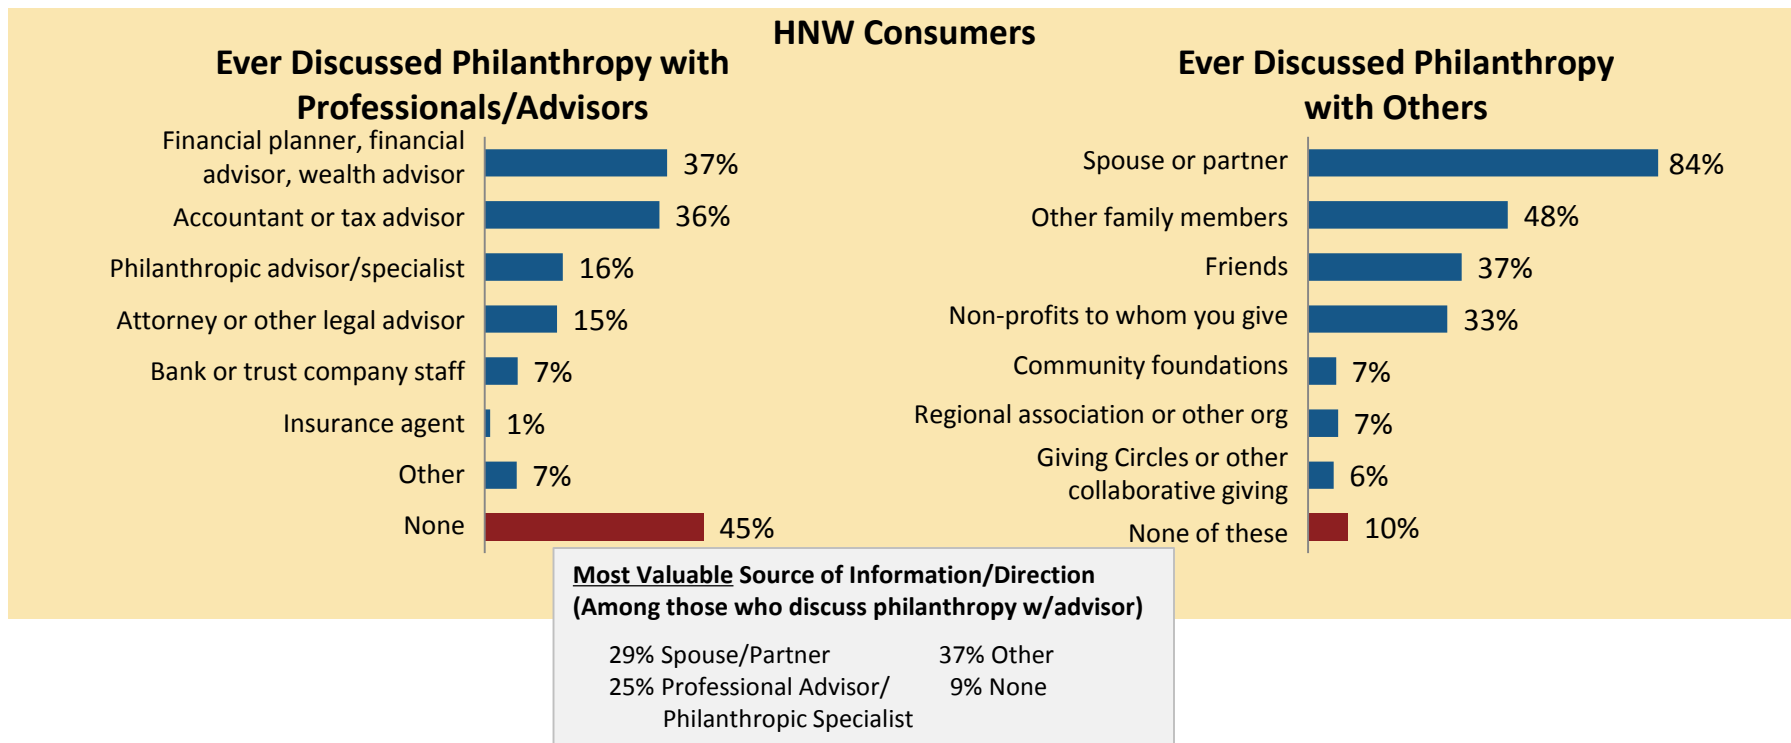 HNW Consumers
Ever Discussed Philanthropy with
Professionals/Advisors
Financial planner, financial
advisor, wealth advisor
37%
Accountant or tax advisor
36%
Philanthropic advisor/specialist
16%
Attorney or other legal advisor
15%
Bank or trust company staff
7%
Insurance agent
1%
Other
7%
None
45%
Ever Discussed Philanthropy
with Others
Spouse or partner
84%
Other family members
48%
Friends
37%
Non-profits to whom you give
33%
Community foundations
7%
Regional association or other org
7%
Giving Circles or other
collaborative giving
6%
None of these
10%
Most Valuable Source of Information/Direction
(Among those who discuss philanthropy w/advisor)
29% Spouse/Partner
25% Professional Advisor/
Philanthropic Specialist
37% Other
9% None